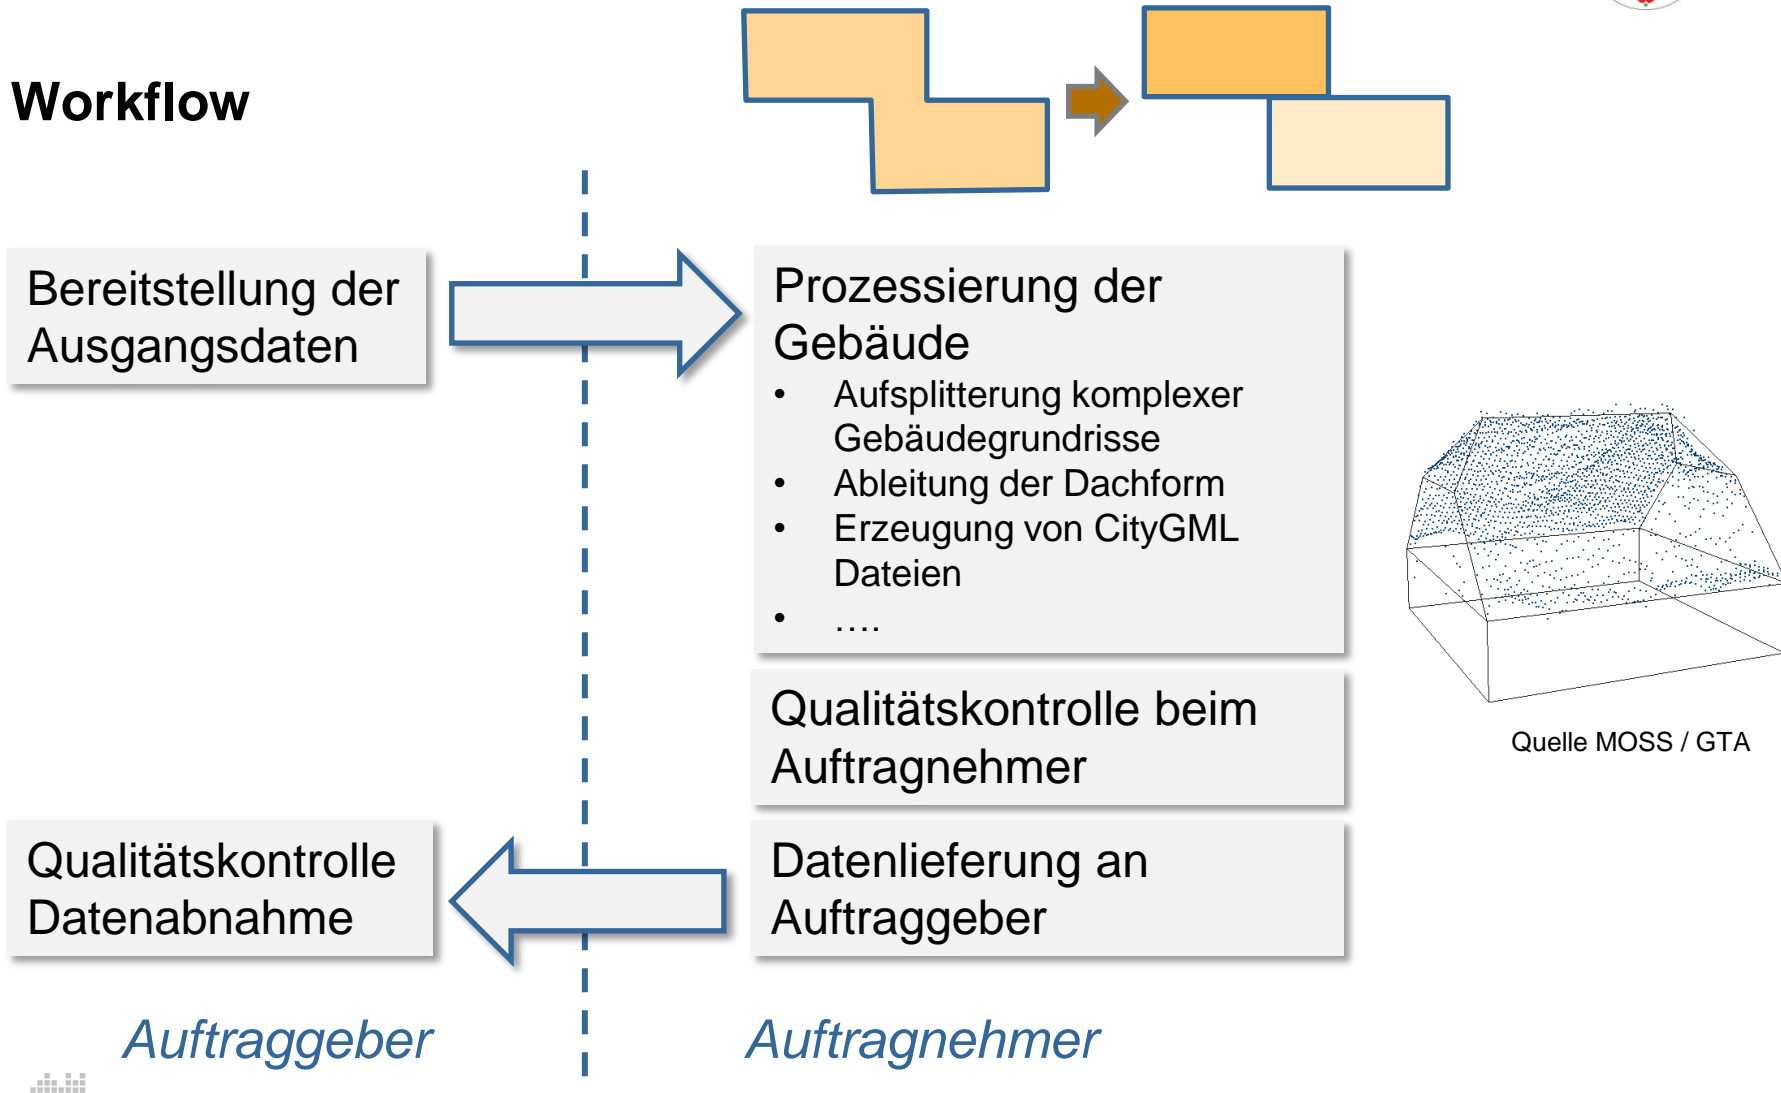 Workflow
Bereitstellung der
Ausgangsdaten
Prozessierung der
Gebäude
• Aufsplitterung komplexer
Gebäudegrundrisse
• Ableitung der Dachform
• Erzeugung von CityGML
Dateien
• ….
Quelle MOSS / GTA
Qualitätskontrolle beim
Auftragnehmer
Qualitätskontrolle
Datenabnahme
Datenlieferung an
Auftraggeber
Auftraggeber
Auftragnehmer